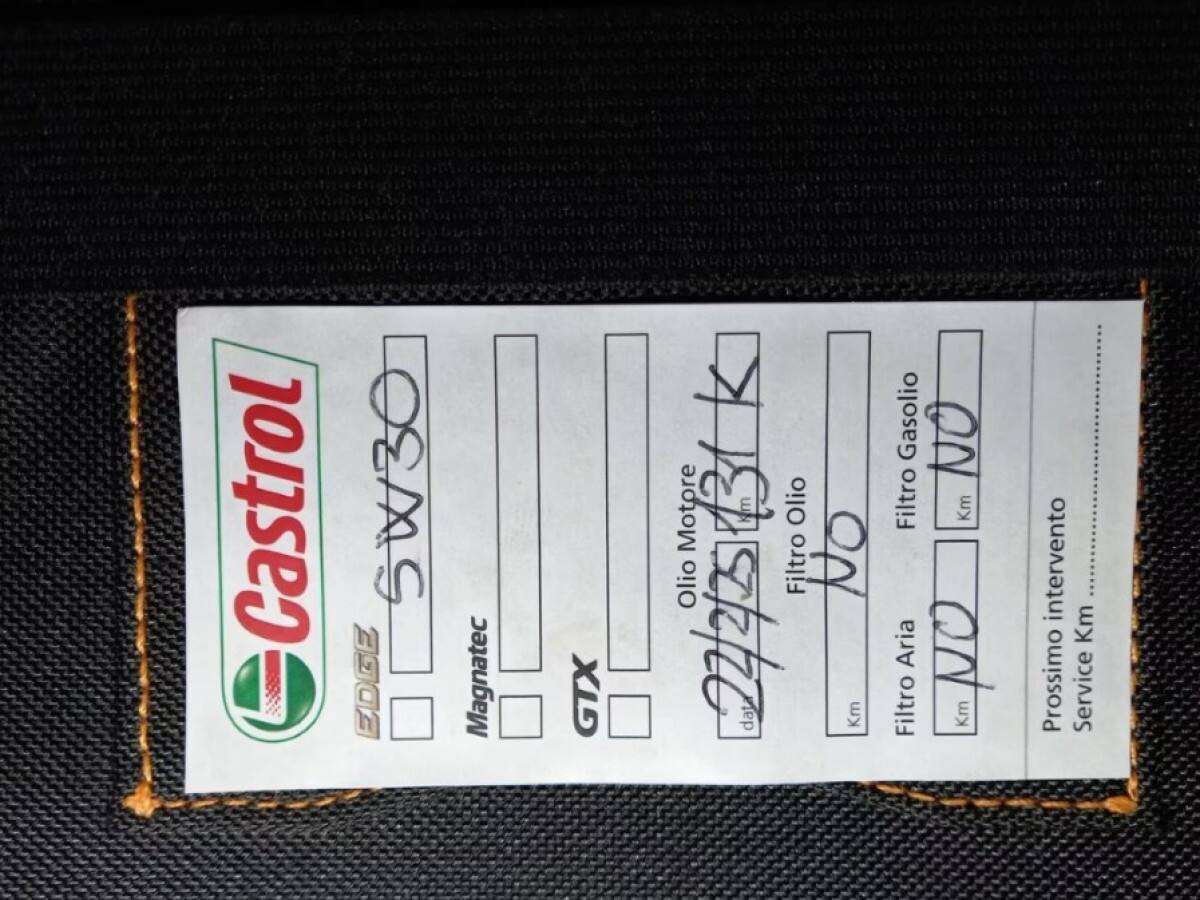 Castrol
EDGE
5W30
Magnatec
GTX
Olio Motore
data 22/2/25 Km 131 K
Filtro Olio
Km NO
Filtro Aria Filtro Gasolio
Km NO Km NO
Prossimo intervento
Service Km ........................................